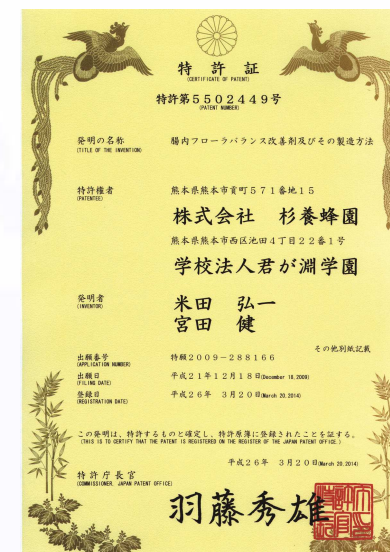 特許証
(CERTIFICATE OF PATENT)
特許第5502449号
(PATENT NUMBER)
発明の名称 腸内フローラバランス改善剤及びその製造方法
(TITLE OF THE INVENTION)
特許権者 熊本県熊本市貢町571番地15
(PATENTEE)
株式会社 杉養蜂園
熊本県熊本市西区池田4丁目22番1号
学校法人君が淵学園
発明者 米田 弘一
(INVENTOR)
宮田 健
その他別紙記載
出願番号 特願2009-288166
(APPLICATION NUMBER)
出願日 平成21年12月18日(December 18,2009)
(FILING DATE)
登録日 平成26年 3月20日(March 20,2014)
(REGISTRATION DATE)
この発明は、特許するものと確定し、特許原簿に登録されたことを証する。
(THIS IS TO CERTIFY THAT THE PATENT IS REGISTERED ON THE REGISTER OF THE JAPAN PATENT OFFICE.)
平成26年 3月20日(March 20,2014)
特許庁長官
(COMMISSIONER, JAPAN PATENT OFFICE)
羽藤秀雄